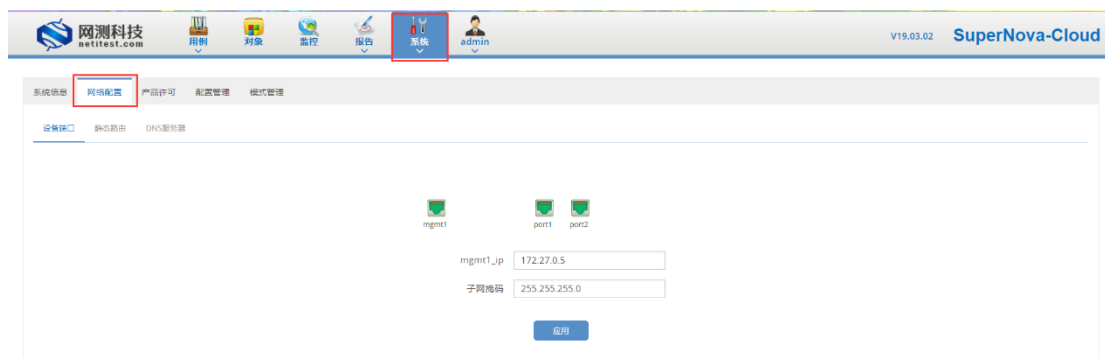 网测科技
netitest.com
用例 对象 监控 报告 系统 admin
V19.03.02 SuperNova-Cloud
系统信息 网络配置 产品许可 配置管理 模式管理
设备端口 静态路由 DNS服务器
mgmt1 port1 port2
mgmt1_ip 172.27.0.5
子网掩码 255.255.255.0
应用